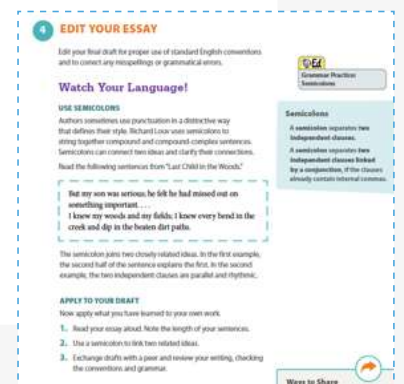 4 EDIT YOUR ESSAY
Edit your final draft for proper use of standard English conventions
and to correct any misspellings or grammatical errors.
Watch Your Language!
USE SEMICOLONS
Authors sometimes use punctuation in a distinctive way
that defines their style. Richard Louv uses semicolons to
string together compound and compound-complex sentences.
Semicolons can connect two ideas and clarify their connections.
Read the following sentences from "Last Child in the Woods."
But my son was serious; he felt he had missed out on
something important. . . .
I knew my woods and my fields; I knew every bend in the
creek and dip in the beaten dirt paths.
The semicolon joins two closely related ideas. In the first example,
the second half of the sentence explains the first. In the second
example, the two independent clauses are parallel and rhythmic.
APPLY TO YOUR DRAFT
Now apply what you have learned to your own work.
1. Read your essay aloud. Note the length of your sentences.
2. Use a semicolon to link two related ideas.
3. Exchange drafts with a peer and review your writing, checking
the conventions and grammar.
Ed
Grammar Practice:
Semicolons
Semicolons
A semicolon separates two
independent clauses.
A semicolon separates two
independent clauses linked
by a conjunction, if the clauses
already contain internal commas.
Ways to Share